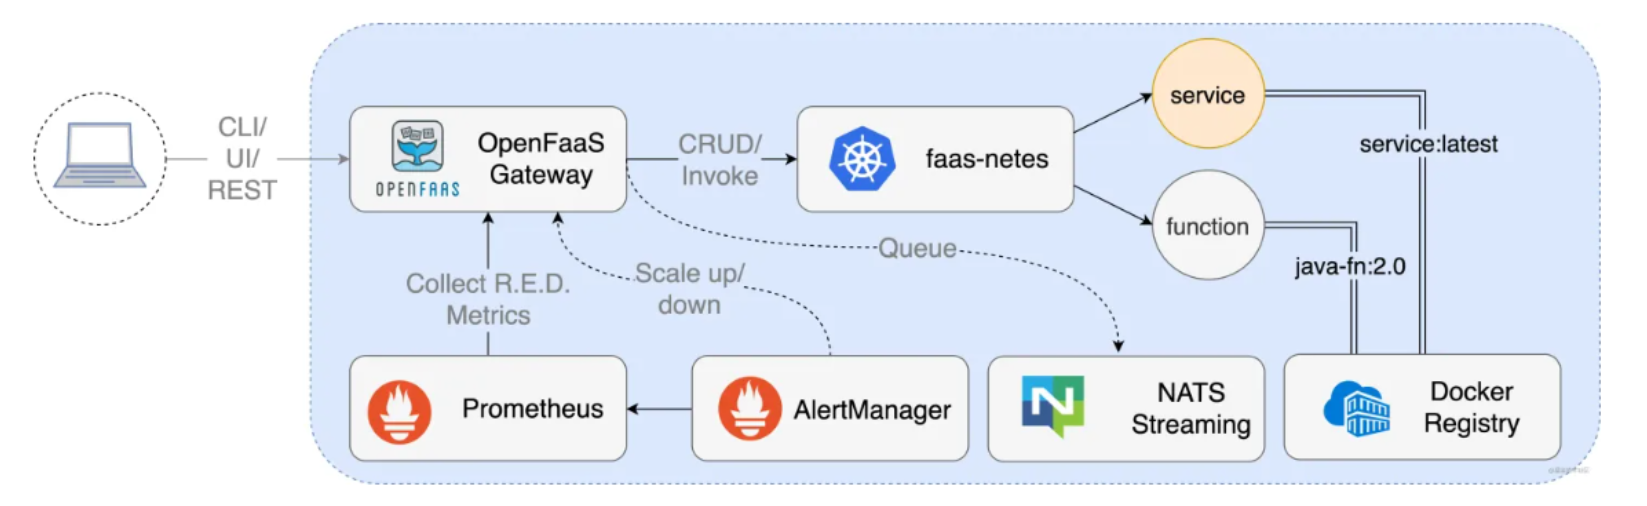 CLI/
UI/
REST
OPENFAAS
OpenFaaS
Gateway
CRUD/
Invoke
faas-netes
service
function
service:latest
java-fn:2.0
Queue
Scale up/
down
Collect R.E.D.
Metrics
Prometheus
AlertManager
N
NATS
Streaming
Docker
Registry